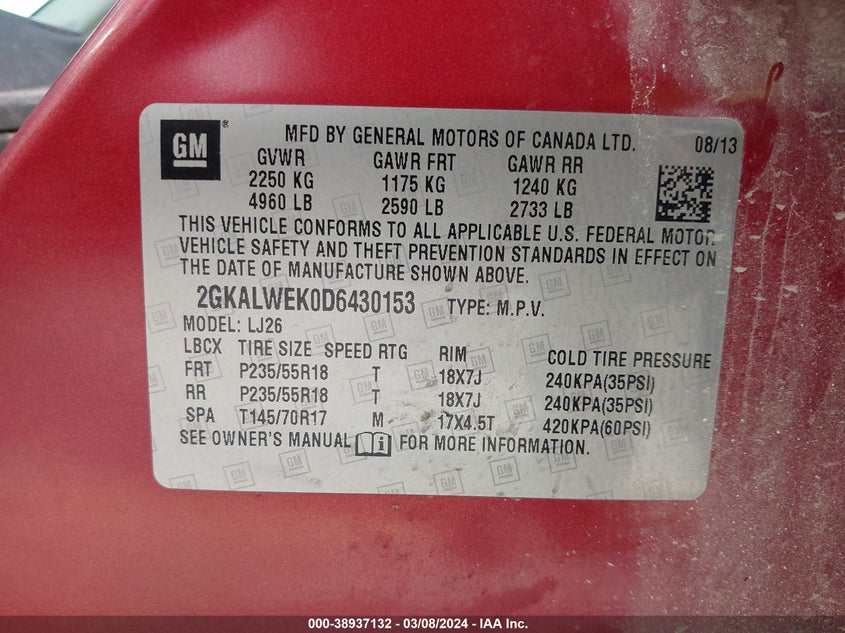 GM ® MFD BY GENERAL MOTORS OF CANADA LTD. 08/13
GVWR GAWR FRT GAWR RR
2250 KG 1175 KG 1240 KG
4960 LB 2590 LB 2733 LB
THIS VEHICLE CONFORMS TO ALL APPLICABLE U.S. FEDERAL MOTOR
VEHICLE SAFETY AND THEFT PREVENTION STANDARDS IN EFFECT ON
THE DATE OF MANUFACTURE SHOWN ABOVE.
2GKALWEK0D6430153 TYPE: M.P.V.
MODEL: LJ26
LBCX TIRE SIZE SPEED RTG RIM COLD TIRE PRESSURE
FRT P235/55R18 T 18X7J 240KPA(35PSI)
RR P235/55R18 T 18X7J 240KPA(35PSI)
SPA T145/70R17 M 17X4.5T 420KPA(60PSI)
SEE OWNER'S MANUAL i FOR MORE INFORMATION.
000-38937132 - 03/08/2024 - IAA Inc.